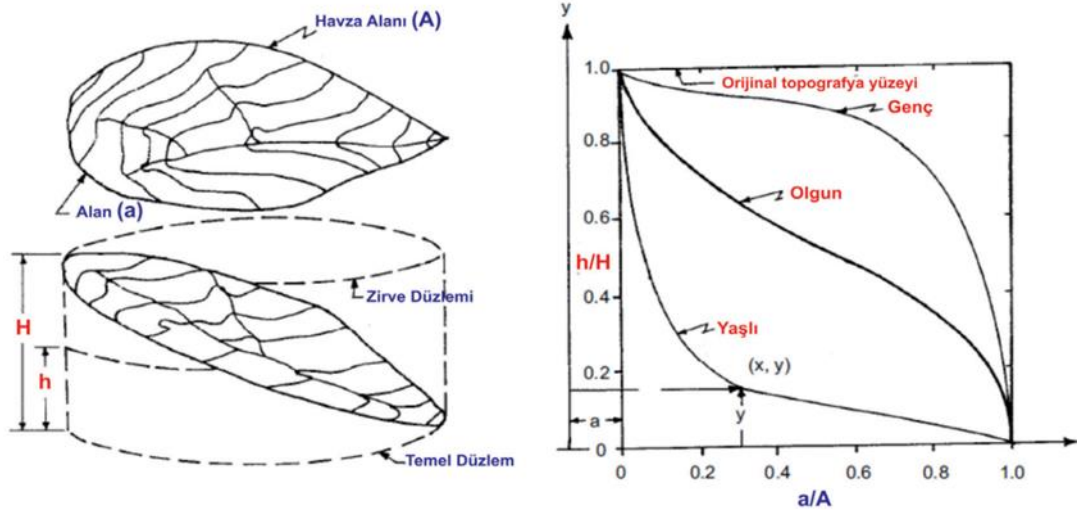 Havza Alanı (A)
Alan (a)
Zirve Düzlemi
H
h
Temel Düzlem
y
1.0
0.8
0.6
h/H
0.4
0.2
0
Orijinal topografya yüzeyi
Genç
Olgun
Yaşlı
(x, y)
y
a
0 0.2 0.4 0.6 0.8 1.0
a/A